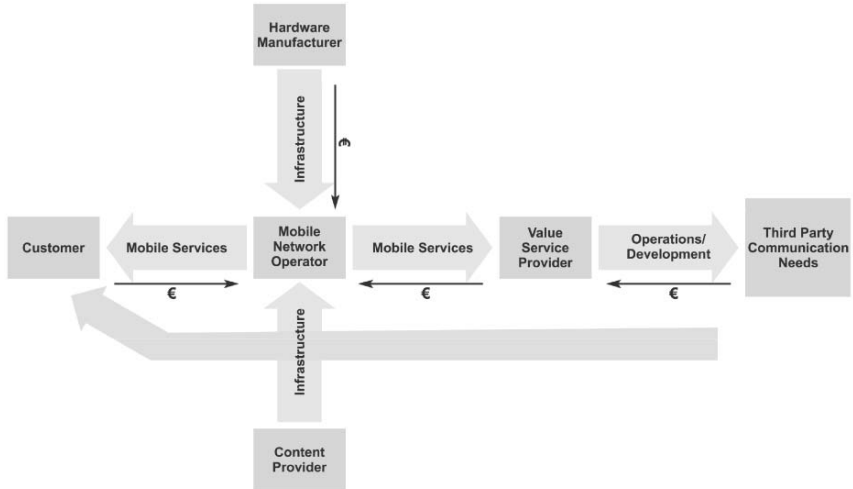 Hardware
Manufacturer
Infrastructure
€
Customer
Mobile Services
Mobile
Network
Operator
Mobile Services
Value
Service
Provider
Operations/
Development
Third Party
Communication
Needs
€
€
€
Infrastructure
Content
Provider